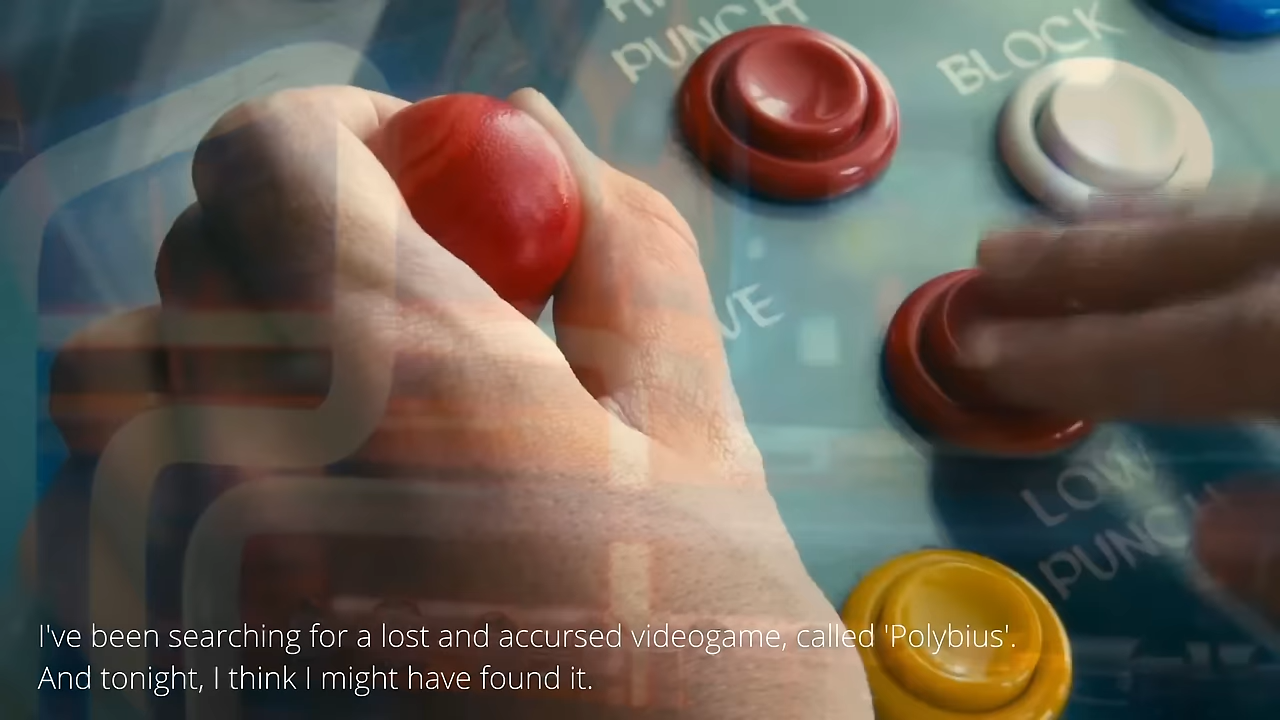 PUNCH
BLOCK
LOW
PUNCH
I've been searching for a lost and accursed videogame, called 'Polybius'.
And tonight, I think I might have found it.